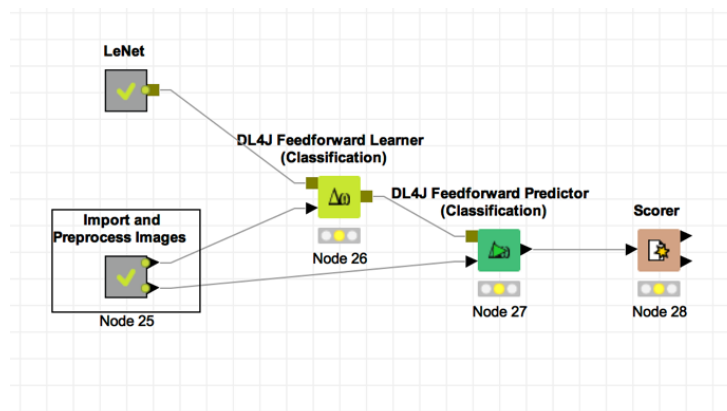 LeNet
DL4J Feedforward Learner
(Classification)
Node 26
Import and
Preprocess Images
Node 25
DL4J Feedforward Predictor
(Classification)
Node 27
Scorer
Node 28